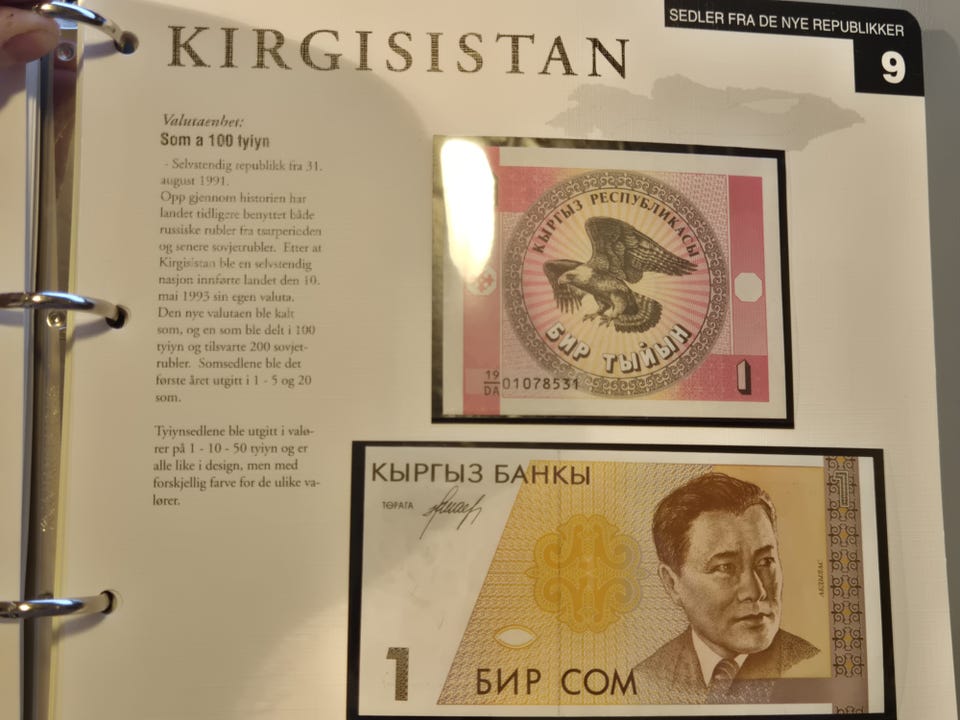 SEDLER FRA DE NYE REPUBLIKKER
9
KIRGISISTAN
Valutaenhet:
Som a 100 tyiyn
- Selvstendig republikk fra 31.
august 1991.
Opp gjennom historien har
landet tidligere benyttet både
russiske rubler fra tsarperioden
og senere sovjetrubler. Etter at
Kirgisistan ble en selvstendig
nasjon innførte landet den 10.
mai 1993 sin egen valuta.
Den nye valutaen ble kalt
som, og en som ble delt i 100
tyiyn og tilsvarte 200 sovjet-
rubler. Somsedlene ble det
første året utgitt i 1 - 5 og 20
som.
Tyiynsedlene ble utgitt i valø-
rer på 1 - 10 - 50 tyiyn og er
alle like i design, men med
forskjellig farve for de ulike va-
lører.
КЫРГЫЗ РЕСПУБЛИКАСЫ
БИР ТЫЙЫН
19
DA 01078531
1
КЫРГЫЗ БАНКЫ
ТӨРАГА
1
БИР СОМ
1